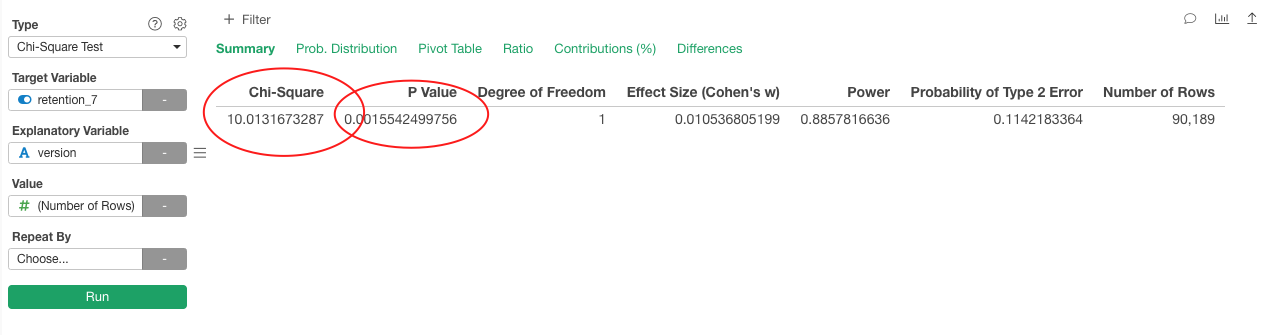 Type
Chi-Square Test
Target Variable
retention_7
-
Explanatory Variable
A version
-
Value
# (Number of Rows)
-
Repeat By
Choose...
-
Run
+ Filter
Summary Prob. Distribution Pivot Table Ratio Contributions (%) Differences
Chi-Square P Value Degree of Freedom Effect Size (Cohen's w) Power Probability of Type 2 Error Number of Rows
10.0131673287 0.0015542499756 1 0.010536805199 0.8857816636 0.1142183364 90,189